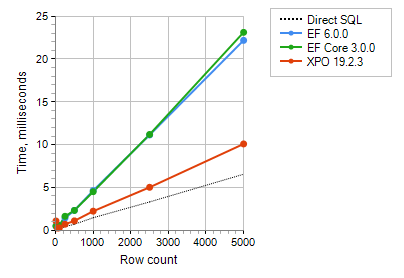 25
20
15
10
5
0
Time, milliseconds
0
1000
2000
3000
4000
5000
Row count
Direct SQL
EF 6.0.0
EF Core 3.0.0
XPO 19.2.3